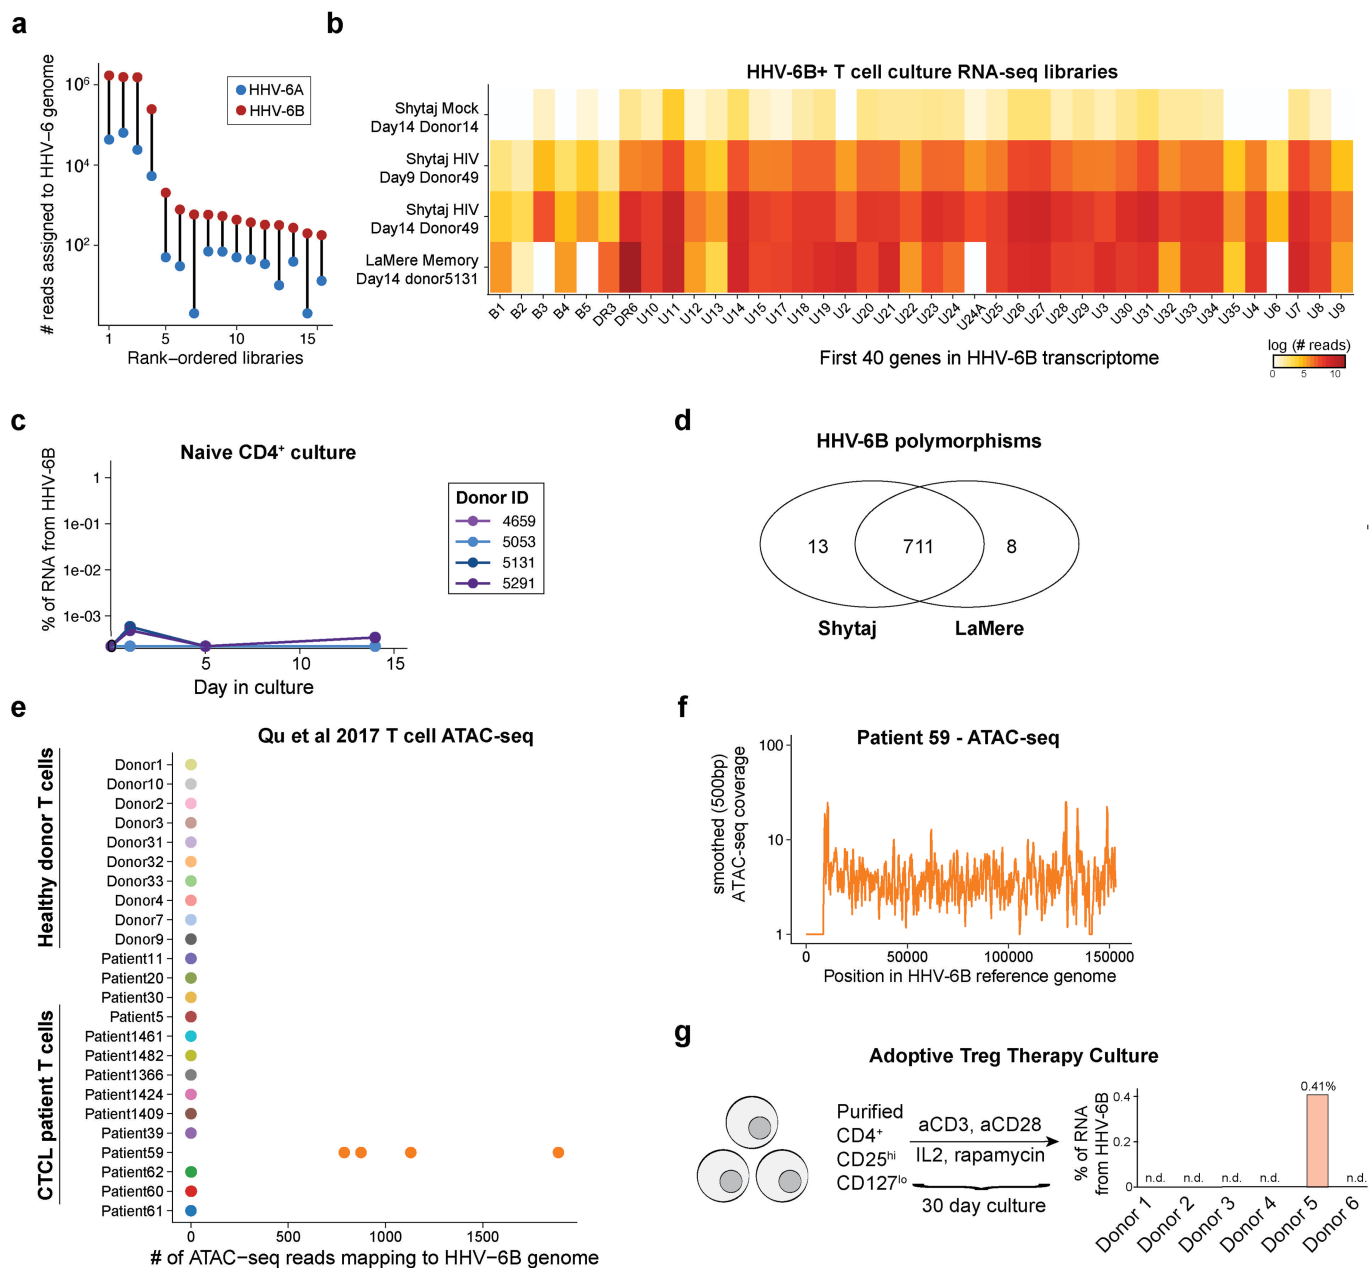 a
# reads assigned to HHV−6 genome
10⁶
10⁴
10²
1
5
10
15
Rank−ordered libraries
HHV−6A
HHV−6B
b
HHV-6B+ T cell culture RNA-seq libraries
Shytaj Mock
Day14 Donor14
Shytaj HIV
Day9 Donor49
Shytaj HIV
Day14 Donor49
LaMere Memory
Day14 donor5131
B1 B2 B3 B4 B5 DR3 DR6 U10 U11 U12 U13 U14 U15 U17 U18 U19 U2 U20 U21 U22 U23 U24 U24A U25 U26 U27 U28 U29 U3 U30 U31 U32 U33 U34 U35 U4 U6 U7 U8 U9
First 40 genes in HHV-6B transcriptome
log (# reads)
0 5 10
c
Naive CD4⁺ culture
% of RNA from HHV-6B
1
1e-01
1e-02
1e-03
0
5
10
15
Day in culture
Donor ID
4659
5053
5131
5291
d
HHV-6B polymorphisms
13
711
8
Shytaj
LaMere
e
Qu et al 2017 T cell ATAC-seq
Healthy donor T cells
CTCL patient T cells
Donor1
Donor10
Donor2
Donor3
Donor31
Donor32
Donor33
Donor4
Donor7
Donor9
Patient11
Patient20
Patient30
Patient5
Patient1461
Patient1482
Patient1366
Patient1424
Patient1409
Patient39
Patient59
Patient62
Patient60
Patient61
0
500
1000
1500
# of ATAC−seq reads mapping to HHV−6B genome
f
Patient 59 - ATAC-seq
smoothed (500bp)
ATAC-seq coverage
100
10
1
0
50000
100000
150000
Position in HHV-6B reference genome
g
Adoptive Treg Therapy Culture
Purified
CD4⁺
CD25ʰⁱ
CD127ˡᵒ
aCD3, aCD28
IL2, rapamycin
30 day culture
% of RNA
from HHV-6B
0.4
0.2
0
n.d.
n.d.
n.d.
n.d.
0.41%
n.d.
Donor 1
Donor 2
Donor 3
Donor 4
Donor 5
Donor 6